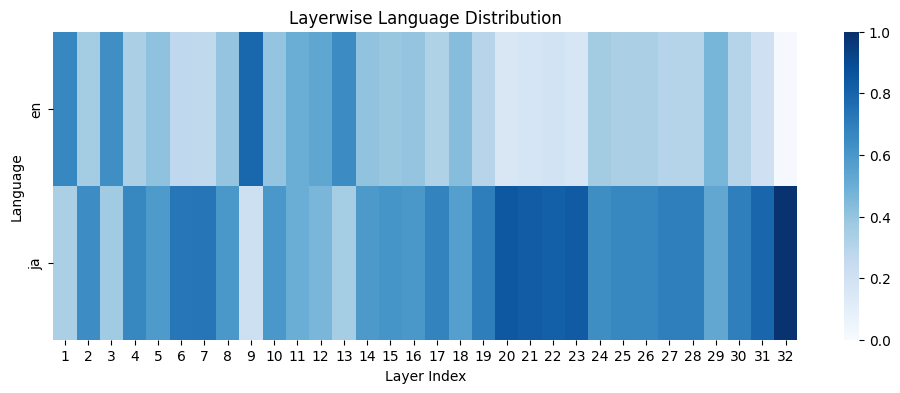 Layerwise Language Distribution
Language
en
ja
1 2 3 4 5 6 7 8 9 10 11 12 13 14 15 16 17 18 19 20 21 22 23 24 25 26 27 28 29 30 31 32
Layer Index
1.0
0.8
0.6
0.4
0.2
0.0